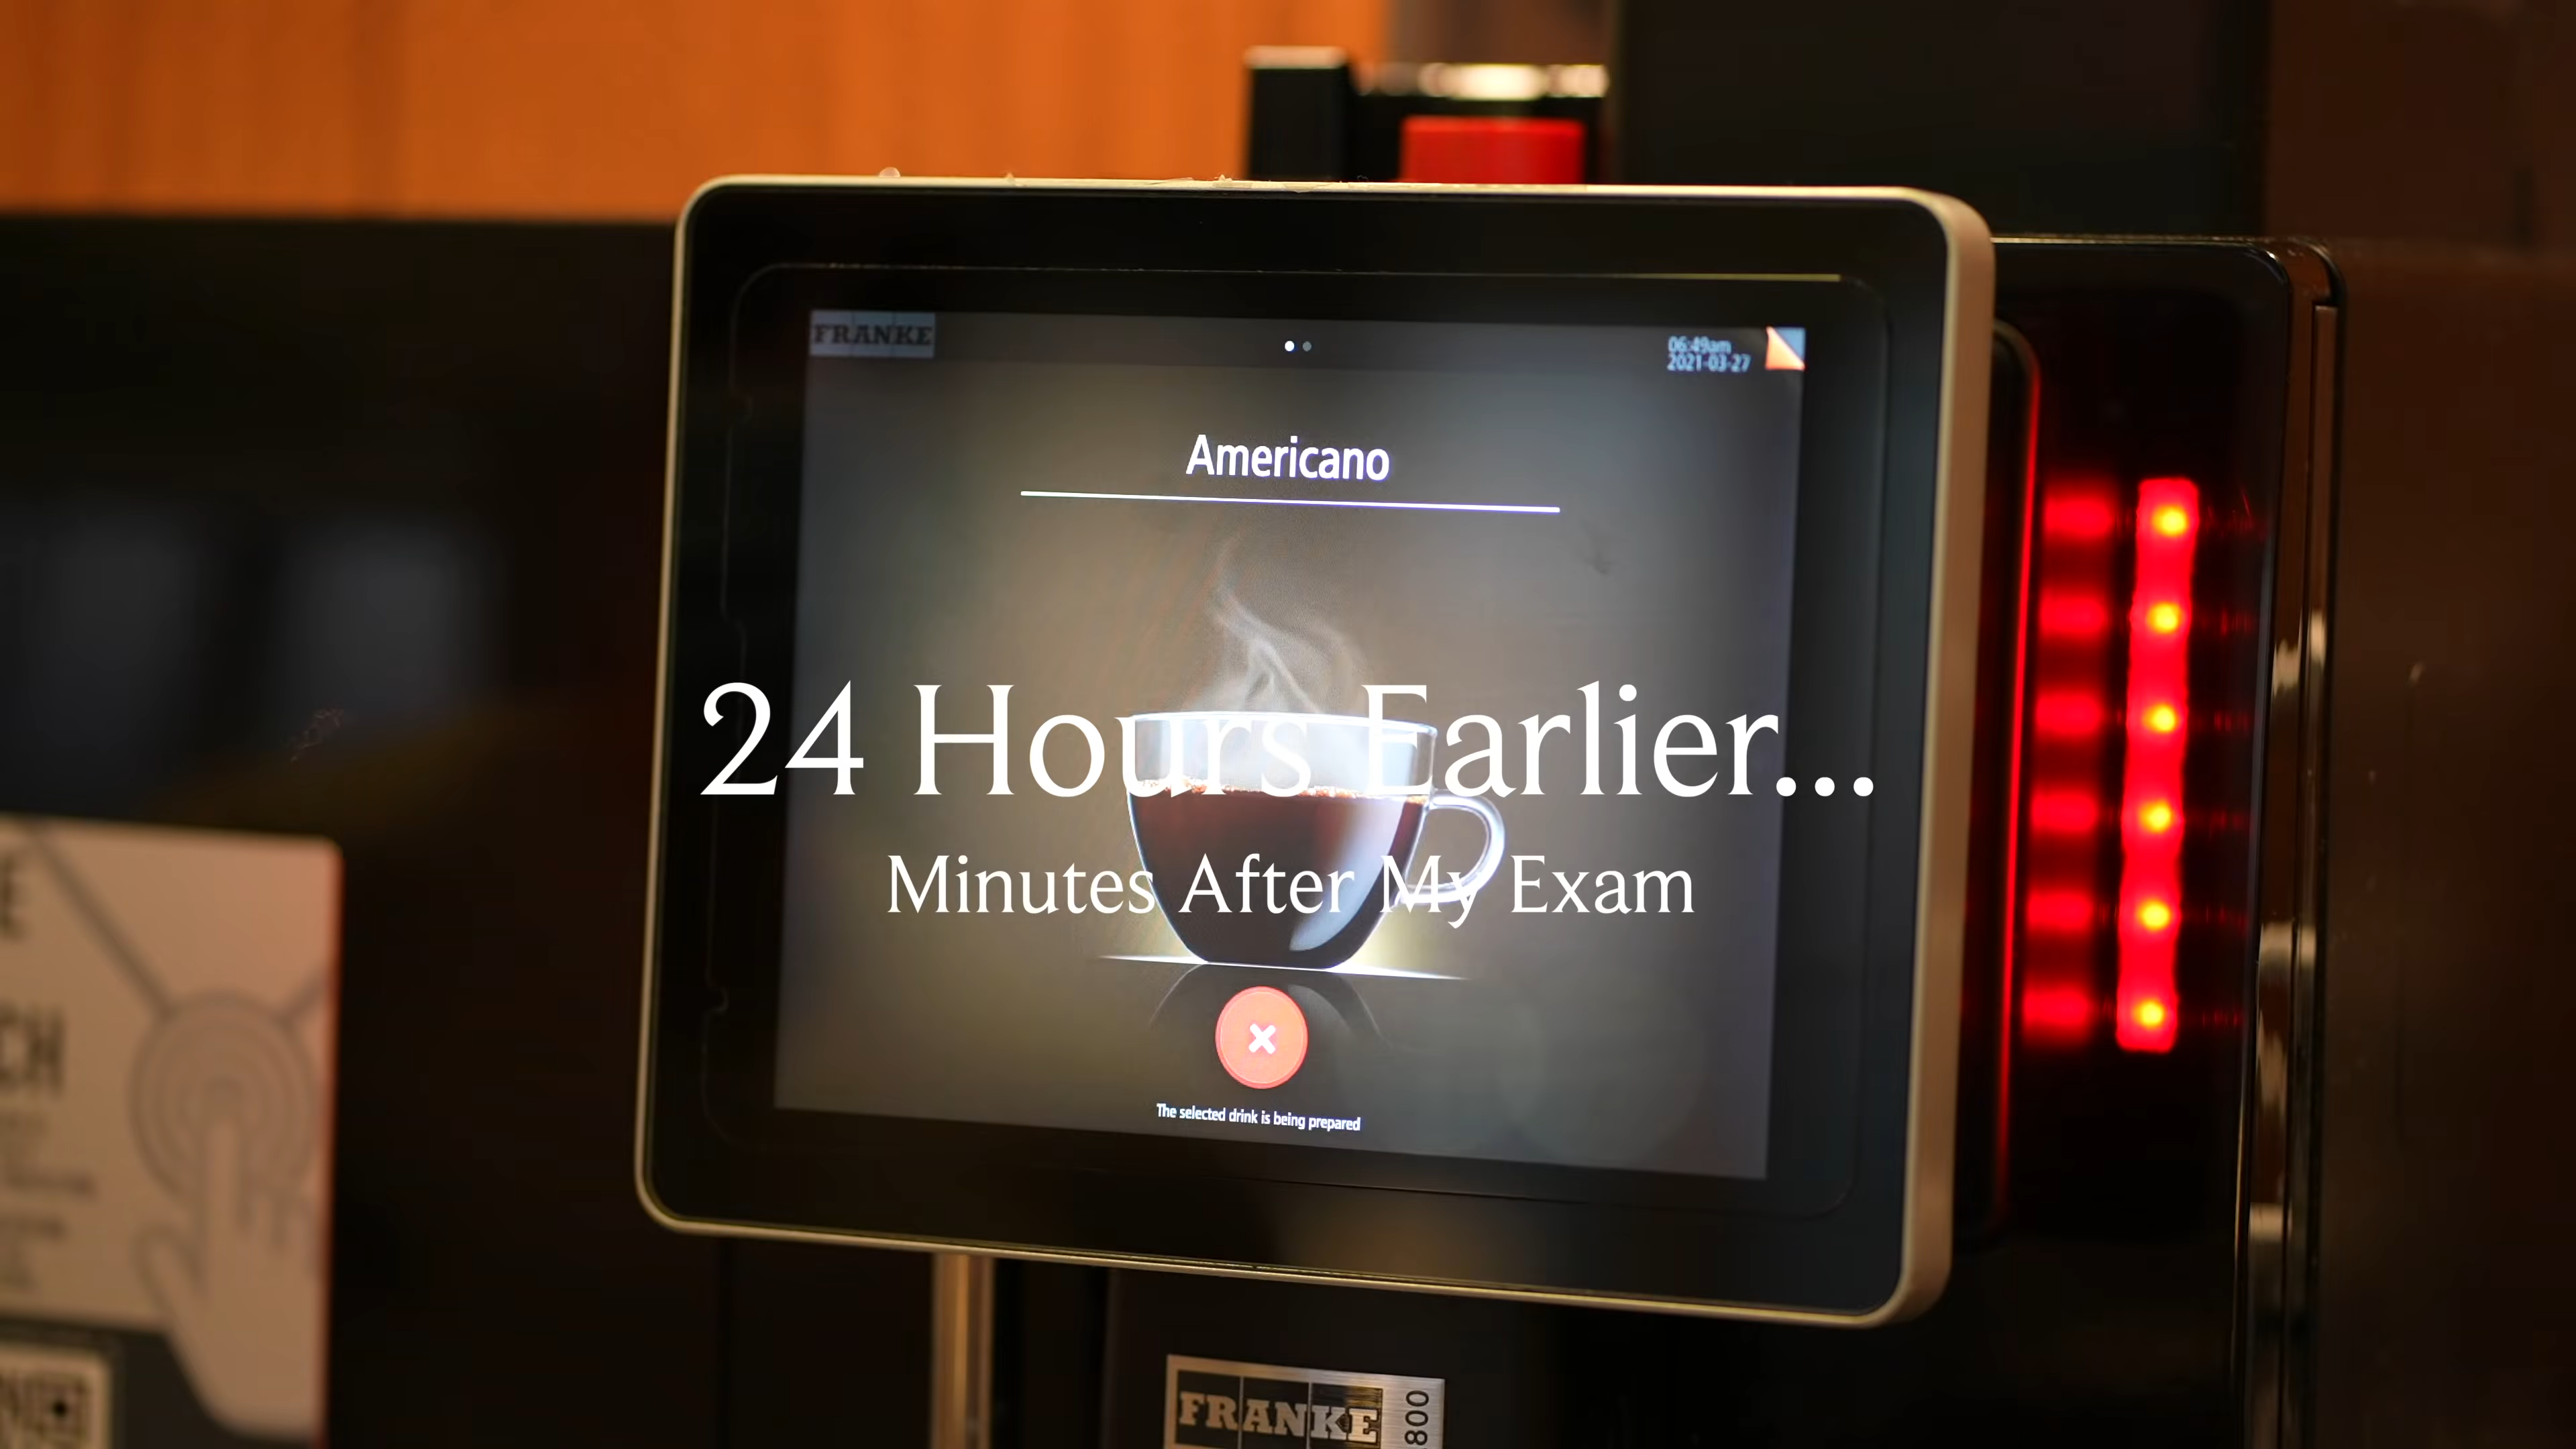 FRANKE
06:49am
2021-03-27
Americano
24 Hours Earlier...
Minutes After My Exam
The selected drink is being prepared
E
CH
FRANKE
800